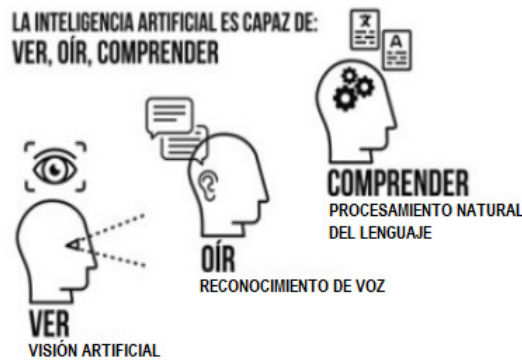 LA INTELIGENCIA ARTIFICIAL ES CAPAZ DE:
VER, OÍR, COMPRENDER
A
COMPRENDER
PROCESAMIENTO NATURAL
DEL LENGUAJE
OÍR
RECONOCIMIENTO DE VOZ
VER
VISIÓN ARTIFICIAL